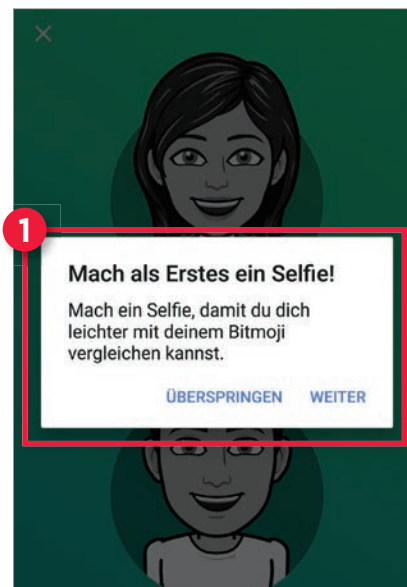 1
Mach als Erstes ein Selfie!
Mach ein Selfie, damit du dich
leichter mit deinem Bitmoji
vergleichen kannst.
ÜBERSPRINGEN WEITER